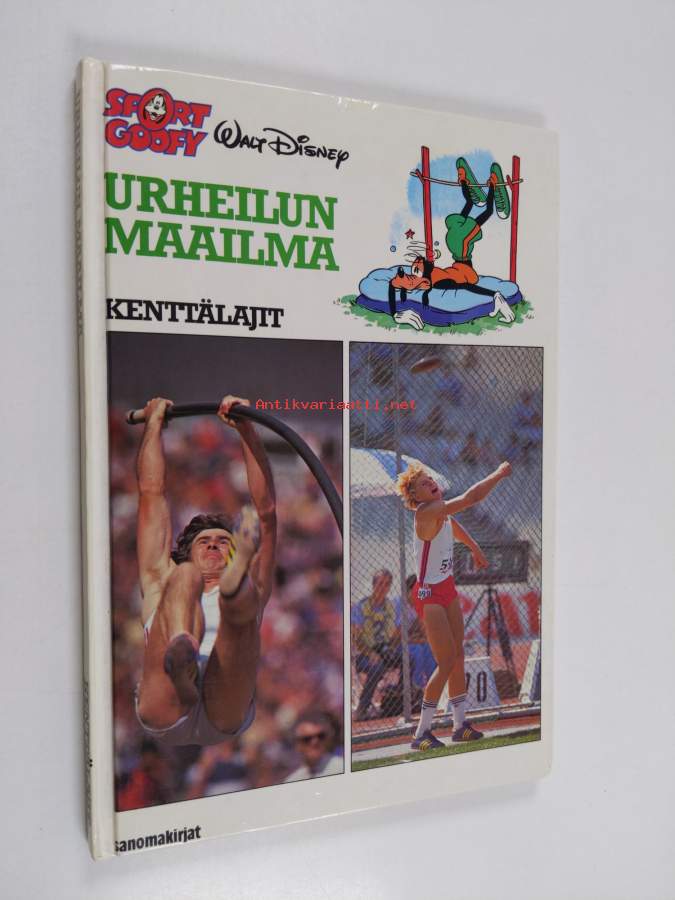 SPORT
GOOFY
WALT DISNEY
URHEILUN
MAAILMA
KENTTÄLAJIT
Antikvariaatti.net
sanomakirjat